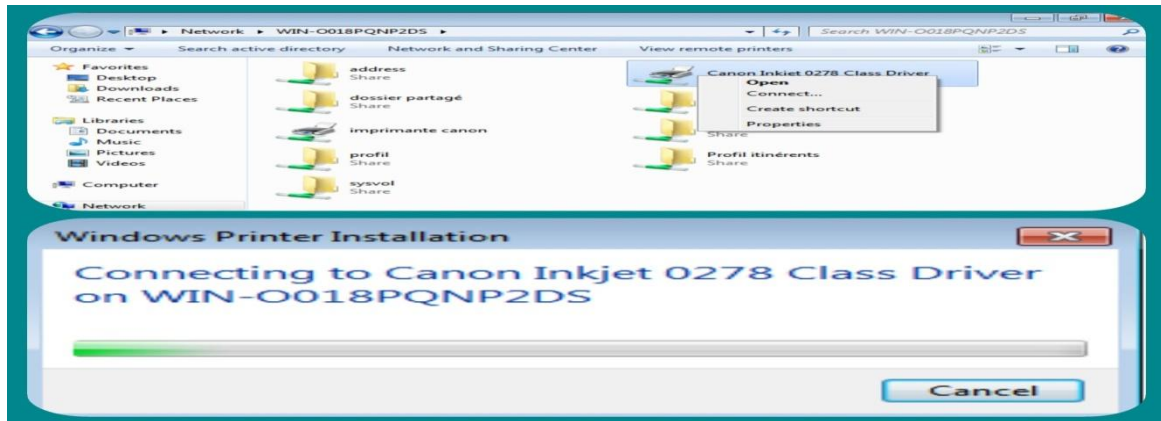 Network ▸ WIN-O018PQNP2DS ▸
Search WIN-O018PQNP2DS
Organize
Search active directory
Network and Sharing Center
View remote printers
Favorites
Desktop
Downloads
Recent Places
Libraries
Documents
Music
Pictures
Videos
Computer
Network
address
Share
dossier partagé
Share
imprimante canon
profil
Share
sysvol
Share
Canon Inkjet 0278 Class Driver
Open
Connect...
Create shortcut
Properties
Share
Profil itinérents
Share
Windows Printer Installation
Connecting to Canon Inkjet 0278 Class Driver
on WIN-O018PQNP2DS
Cancel